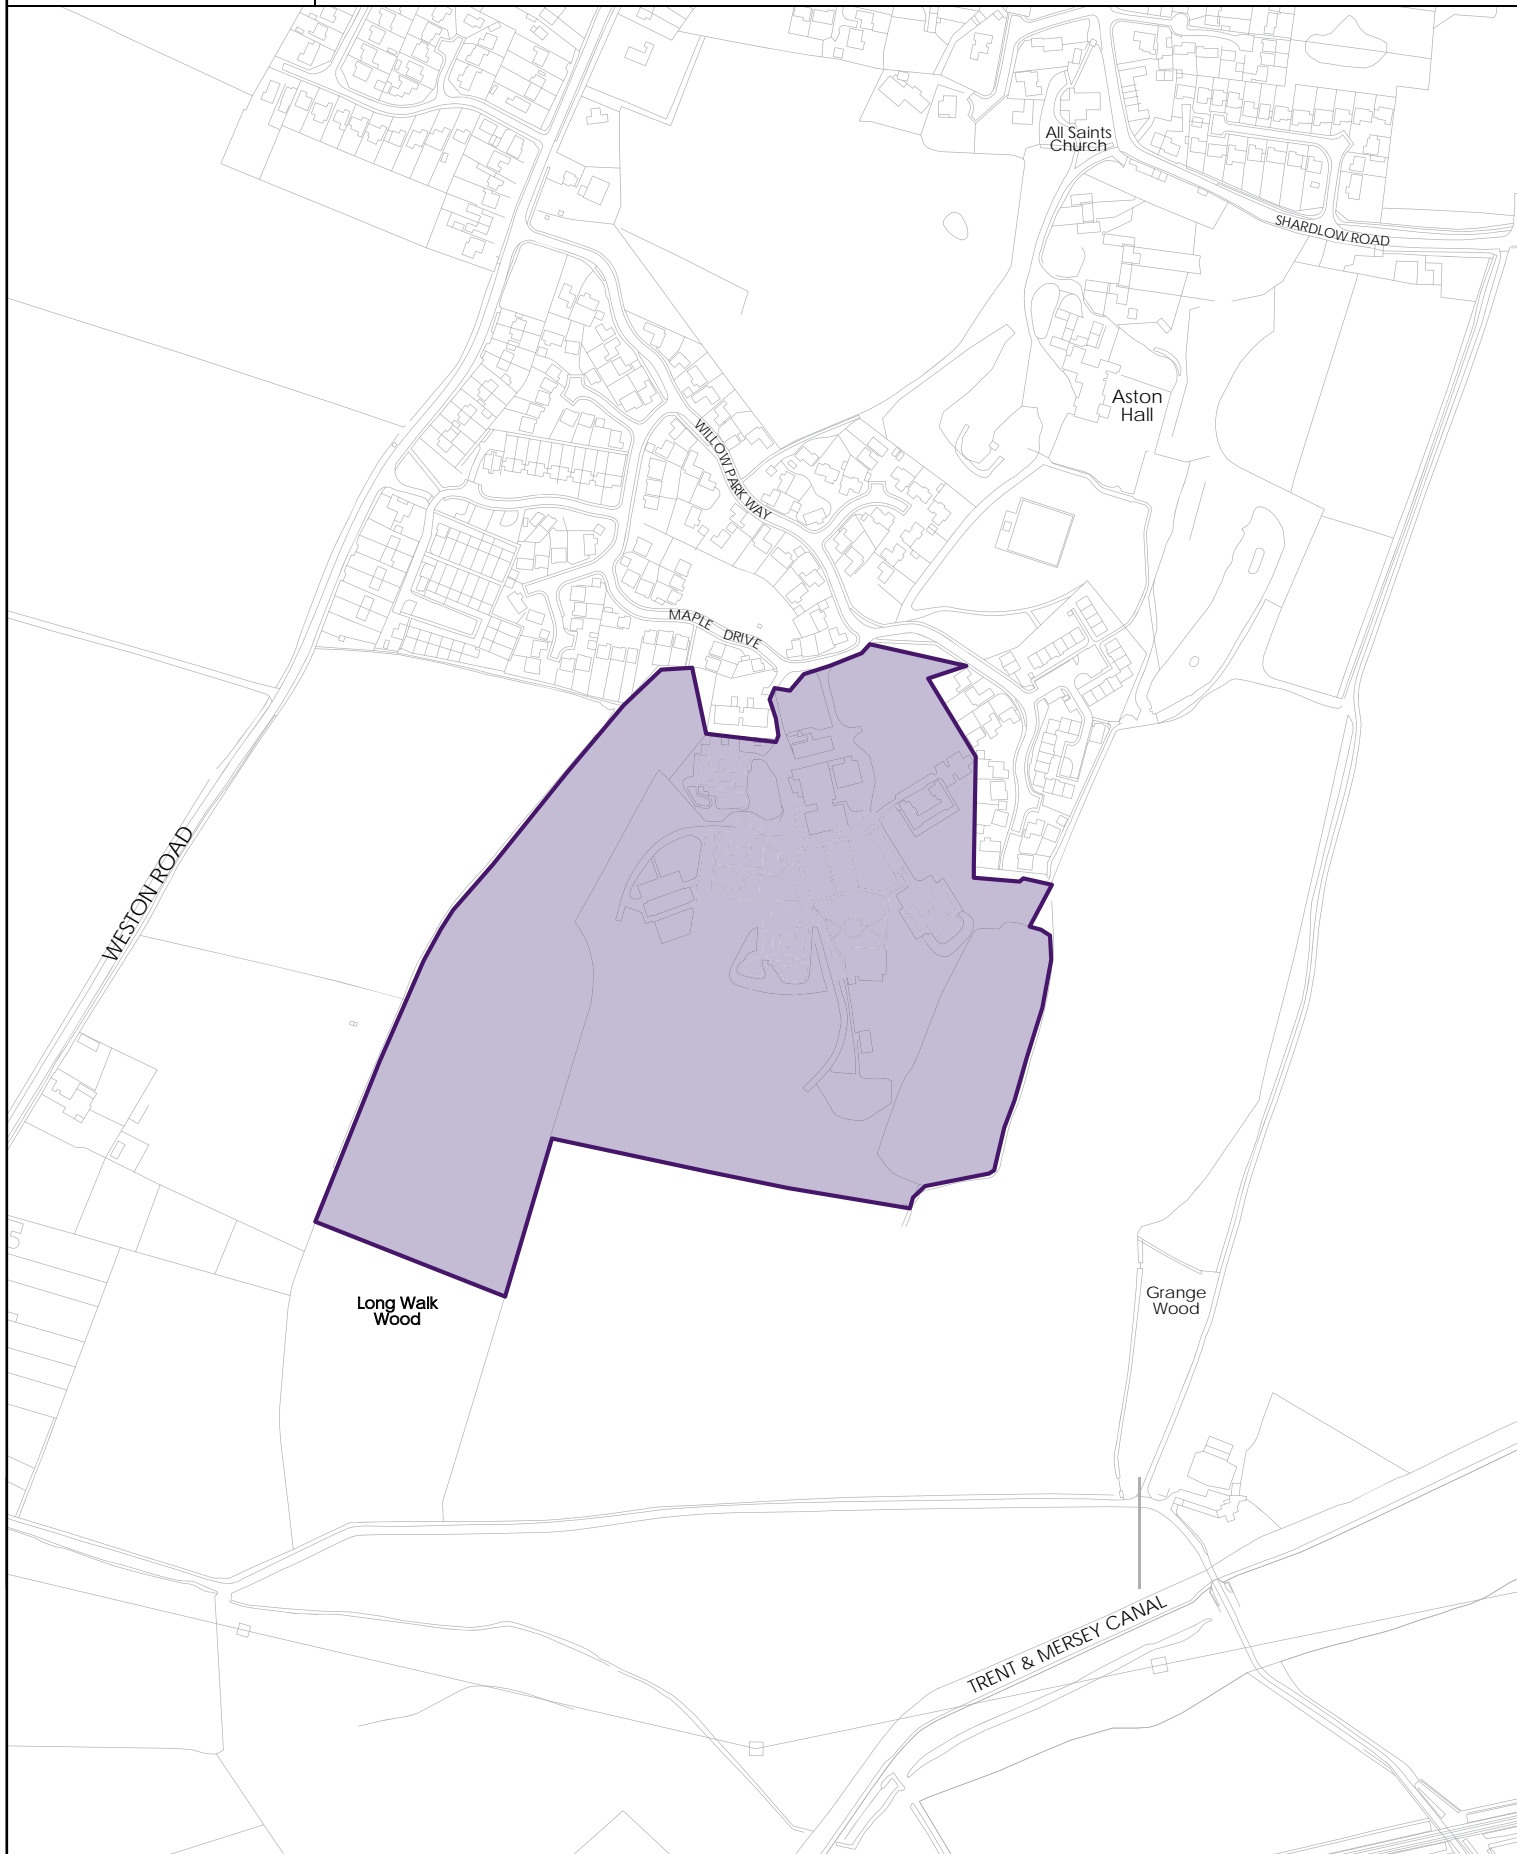 All Saints
Church
SHARDLOW ROAD
Aston
Hall
WILLOW PARK WAY
MAPLE DRIVE
WESTON ROAD
Long Walk
Wood
Grange
Wood
TRENT & MERSEY CANAL